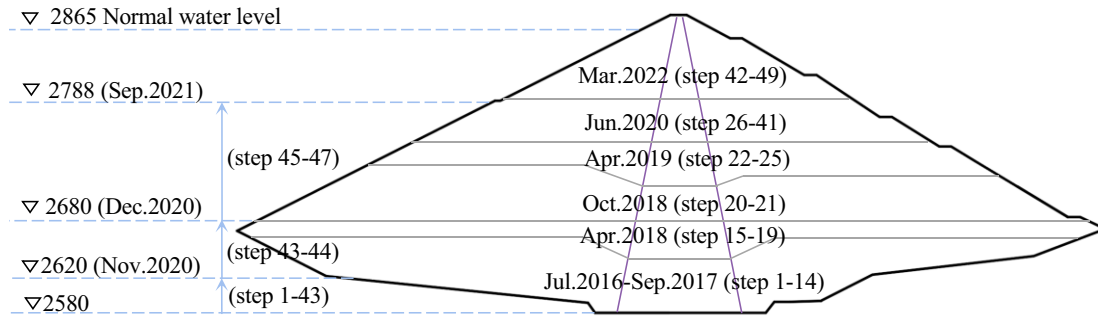 ▽ 2865 Normal water level
Mar.2022 (step 42-49)
▽ 2788 (Sep.2021)
Jun.2020 (step 26-41)
(step 45-47)
Apr.2019 (step 22-25)
▽ 2680 (Dec.2020)
Oct.2018 (step 20-21)
Apr.2018 (step 15-19)
(step 43-44)
▽2620 (Nov.2020)
Jul.2016-Sep.2017 (step 1-14)
(step 1-43)
▽2580